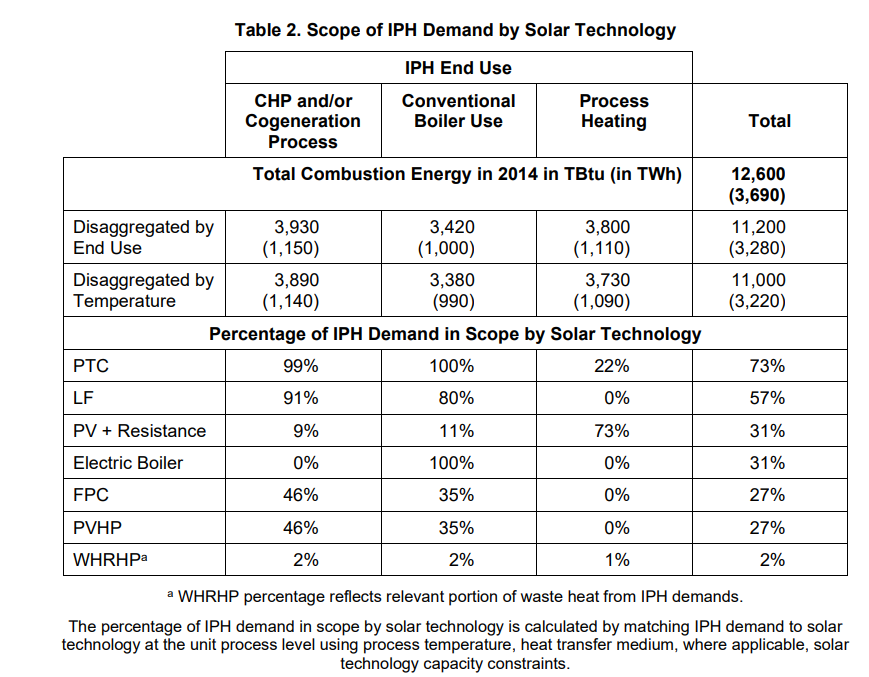 Table 2. Scope of IPH Demand by Solar Technology
IPH End Use
CHP and/or Cogeneration Process
Conventional Boiler Use
Process Heating
Total
Total Combustion Energy in 2014 in TBtu (in TWh) 12,600 (3,690)
Disaggregated by End Use 3,930 (1,150) 3,420 (1,000) 3,800 (1,110) 11,200 (3,280)
Disaggregated by Temperature 3,890 (1,140) 3,380 (990) 3,730 (1,090) 11,000 (3,220)
Percentage of IPH Demand in Scope by Solar Technology
PTC 99% 100% 22% 73%
LF 91% 80% 0% 57%
PV + Resistance 9% 11% 73% 31%
Electric Boiler 0% 100% 0% 31%
FPC 46% 35% 0% 27%
PVHP 46% 35% 0% 27%
WHRHPᵃ 2% 2% 1% 2%
ᵃ WHRHP percentage reflects relevant portion of waste heat from IPH demands.
The percentage of IPH demand in scope by solar technology is calculated by matching IPH demand to solar
technology at the unit process level using process temperature, heat transfer medium, where applicable, solar
technology capacity constraints.